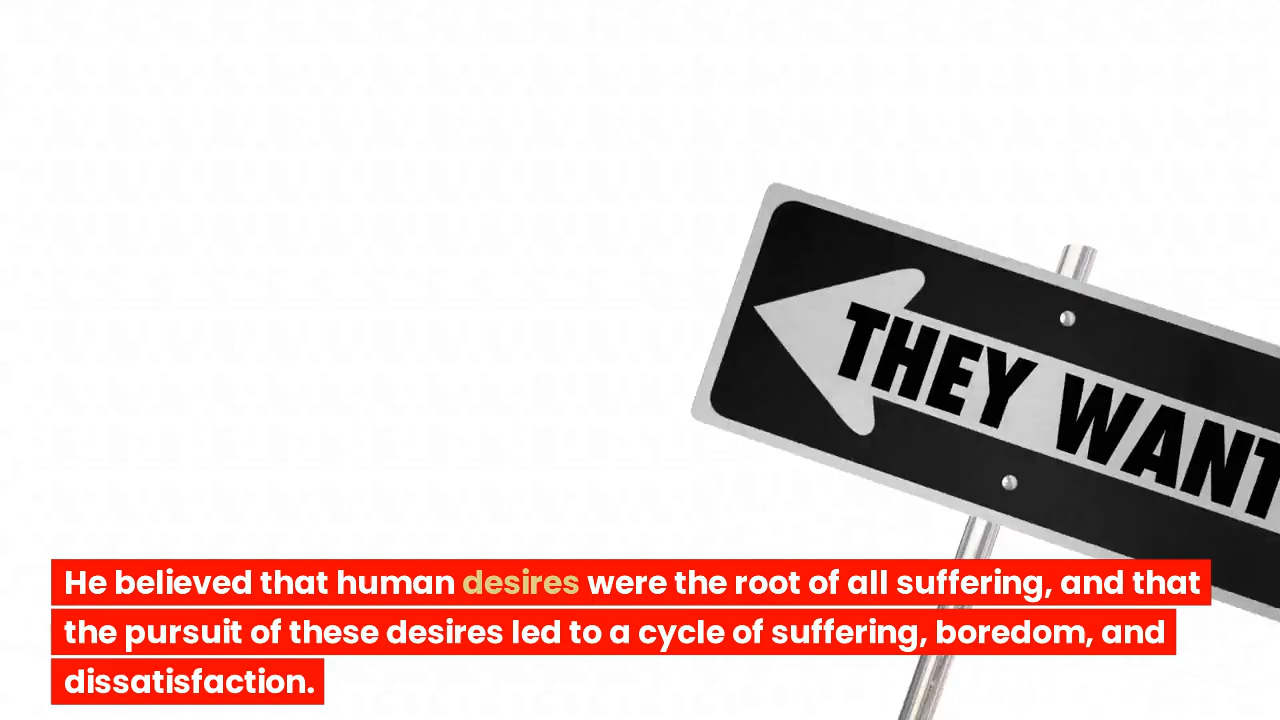 THEY WANT
He believed that human desires were the root of all suffering, and that
the pursuit of these desires led to a cycle of suffering, boredom, and
dissatisfaction.